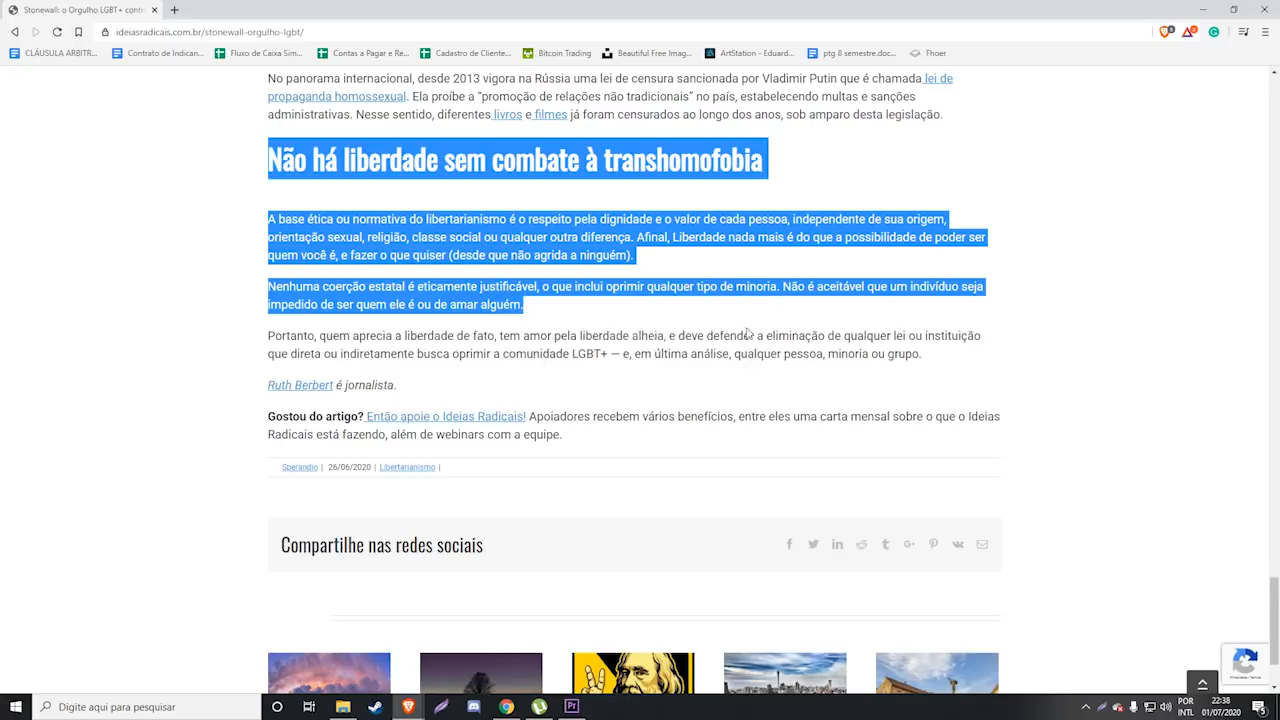 Stonewall: o Orgulho LGBT+ contr
ideiasradicais.com.br/stonewall-orgulho-lgbt/
CLÁUSULA ARBITR... Contrato de Indican... Fluxo de Caixa Sim... Contas a Pagar e Re... Cadastro de Cliente... Bitcoin Trading Beautiful Free Imag... ArtStation - Eduard... ptg 8 semestre.doc... Fhoer
No panorama internacional, desde 2013 vigora na Rússia uma lei de censura sancionada por Vladimir Putin que é chamada lei de
propaganda homossexual. Ela proíbe a “promoção de relações não tradicionais” no país, estabelecendo multas e sanções
administrativas. Nesse sentido, diferentes livros e filmes já foram censurados ao longo dos anos, sob amparo desta legislação.
Não há liberdade sem combate à transhomofobia
A base ética ou normativa do libertarianismo é o respeito pela dignidade e o valor de cada pessoa, independente de sua origem,
orientação sexual, religião, classe social ou qualquer outra diferença. Afinal, Liberdade nada mais é do que a possibilidade de poder ser
quem você é, e fazer o que quiser (desde que não agrida a ninguém).
Nenhuma coerção estatal é eticamente justificável, o que inclui oprimir qualquer tipo de minoria. Não é aceitável que um indivíduo seja
impedido de ser quem ele é ou de amar alguém.
Portanto, quem aprecia a liberdade de fato, tem amor pela liberdade alheia, e deve defender a eliminação de qualquer lei ou instituição
que direta ou indiretamente busca oprimir a comunidade LGBT+ — e, em última análise, qualquer pessoa, minoria ou grupo.
Ruth Berbert é jornalista.
Gostou do artigo? Então apoie o Ideias Radicais! Apoiadores recebem vários benefícios, entre eles uma carta mensal sobre o que o Ideias
Radicais está fazendo, além de webinars com a equipe.
Sperandio | 26/06/2020 | Libertarianismo |
Compartilhe nas redes sociais
Digite aqui para pesquisar
Pr
POR
INTL
22:38
01/07/2020